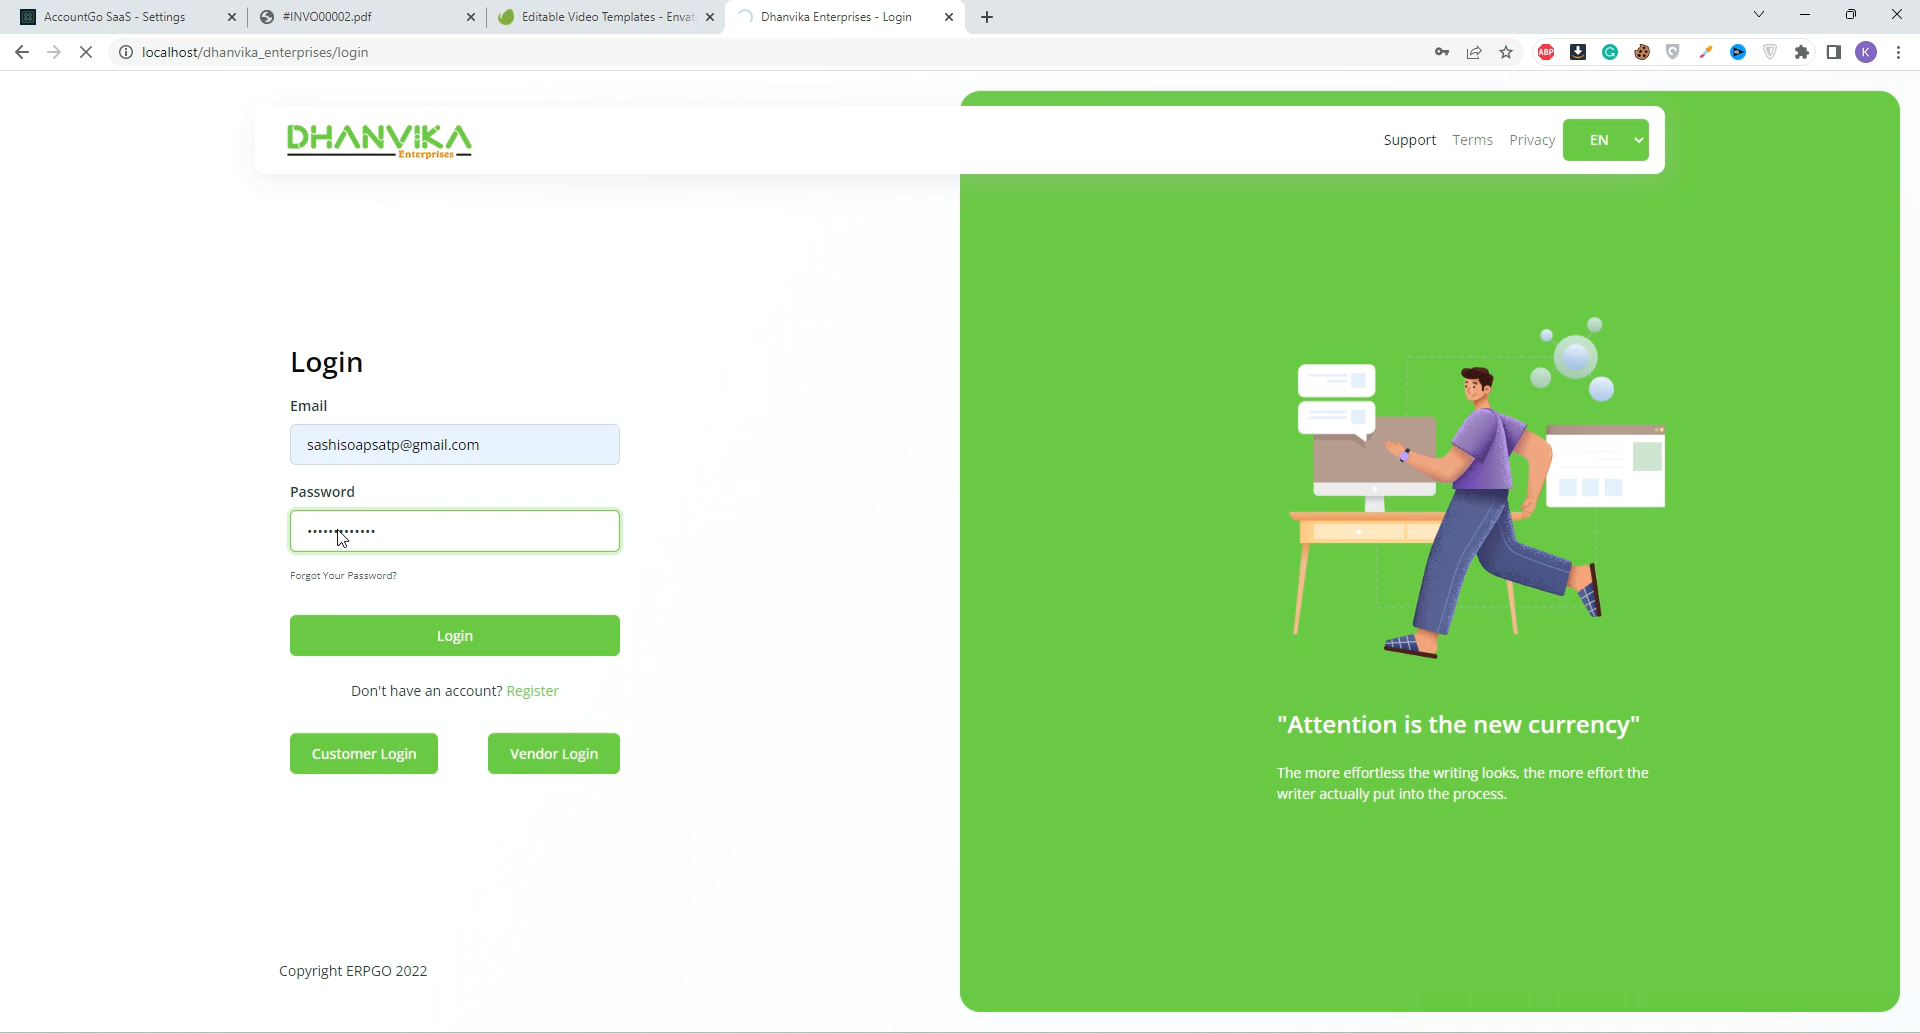 AccountGo SaaS - Settings
#INVO00002.pdf
Editable Video Templates - Envat
Dhanvika Enterprises - Login
localhost/dhanvika_enterprises/login
ABP
K
DHANVIKA
Enterprises
Support Terms Privacy EN
Login
Email
sashisoapsatp@gmail.com
Password
Forgot Your Password?
Login
Don't have an account? Register
Customer Login Vendor Login
"Attention is the new currency"
The more effortless the writing looks, the more effort the
writer actually put into the process.
Copyright ERPGO 2022